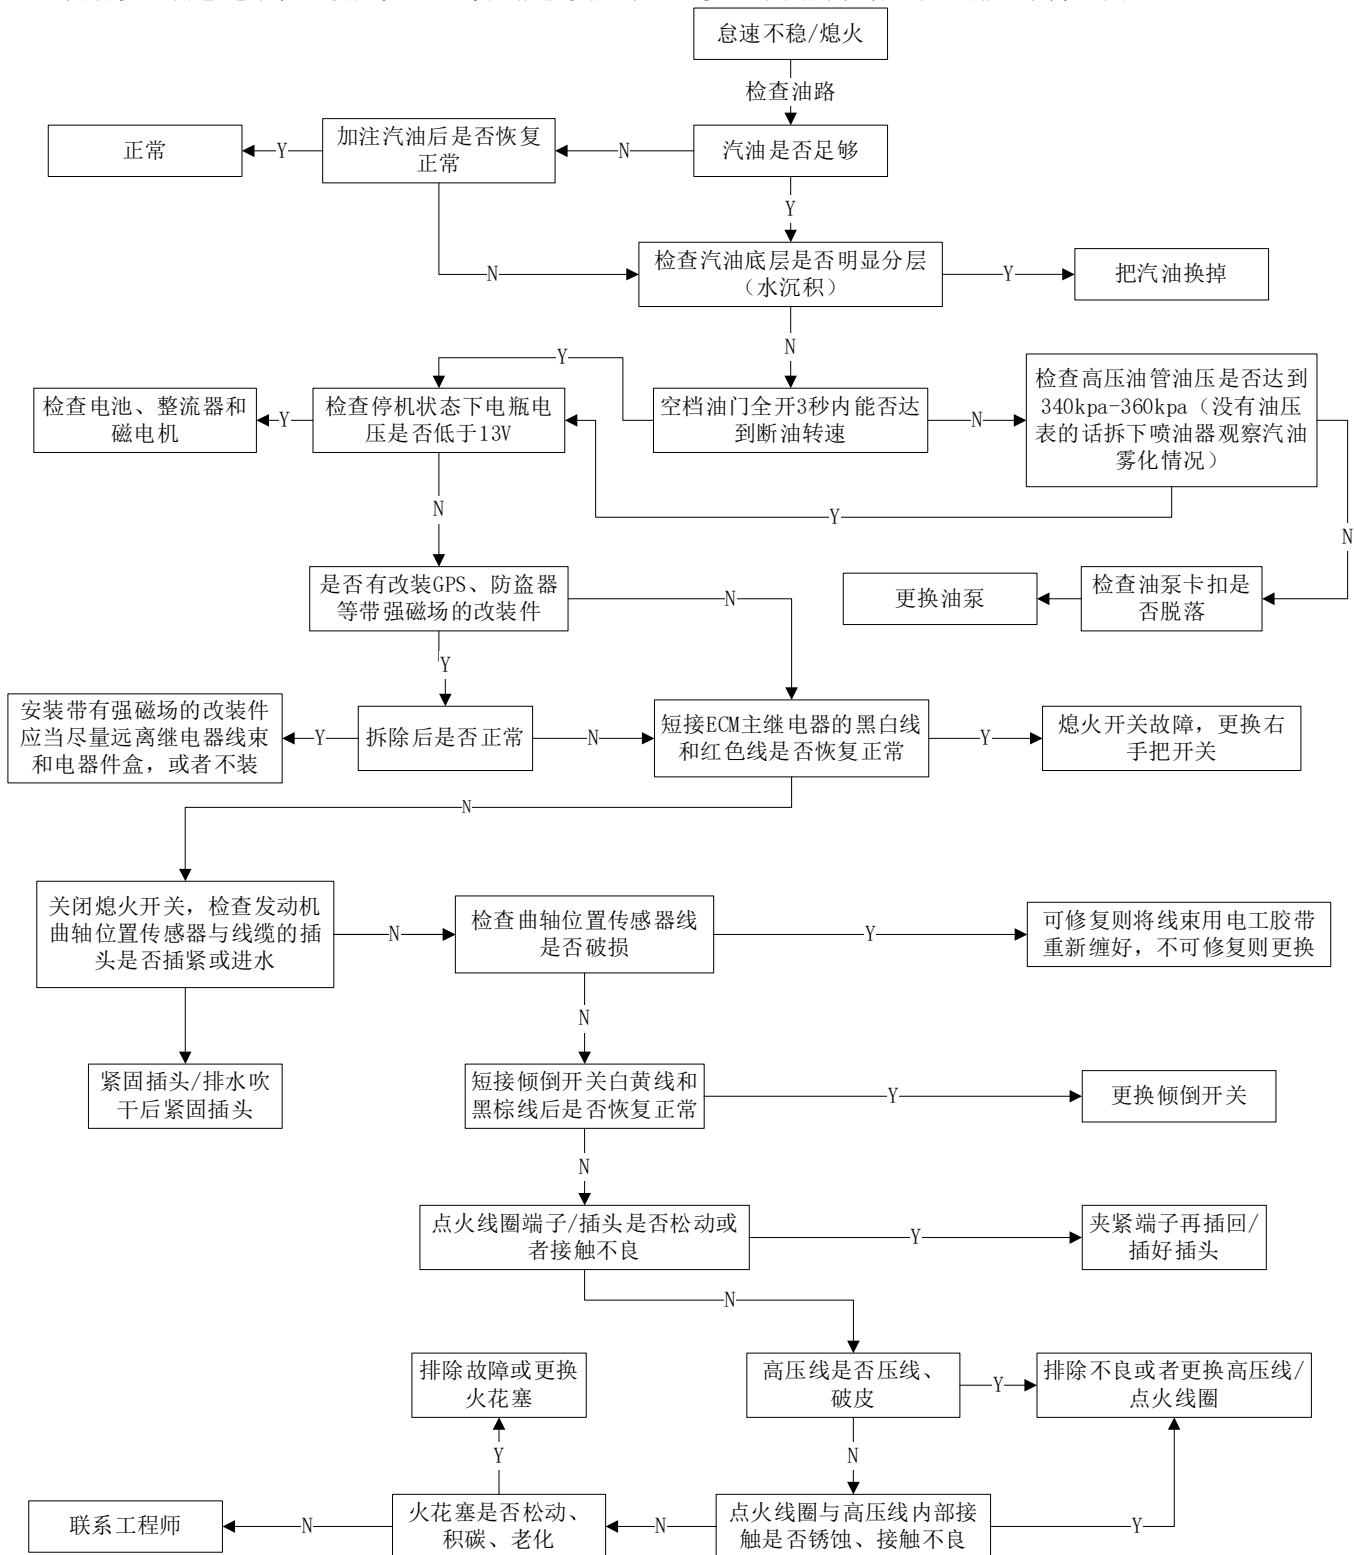 怠速不稳/熄火
检查油路
正常
Y
加注汽油后是否恢复
正常
N
汽油是否足够
Y
检查汽油底层是否明显分层
（水沉积）
N
Y
把汽油换掉
N
Y
检查电池、整流器和
磁电机
Y
检查停机状态下电瓶电
压是否低于13V
空档油门全开3秒内能否达
到断油转速
N
检查高压油管油压是否达到
340kpa-360kpa（没有油压
表的话拆下喷油器观察汽油
雾化情况）
N
Y
N
是否有改装GPS、防盗器
等带强磁场的改装件
N
更换油泵
检查油泵卡扣是
否脱落
Y
安装带有强磁场的改装件
应当尽量远离继电器线束
和电器件盒，或者不装
Y
拆除后是否正常
N
短接ECM主继电器的黑白线
和红色线是否恢复正常
Y
熄火开关故障，更换右
手把开关
N
关闭熄火开关，检查发动机
曲轴位置传感器与线缆的插
头是否插紧或进水
N
检查曲轴位置传感器线
是否破损
Y
可修复则将线束用电工胶带
重新缠好，不可修复则更换
N
紧固插头/排水吹
干后紧固插头
短接倾倒开关白黄线和
黑棕线后是否恢复正常
Y
更换倾倒开关
N
点火线圈端子/插头是否松动或
者接触不良
Y
夹紧端子再插回/
插好插头
N
排除故障或更换
火花塞
高压线是否压线、
破皮
Y
排除不良或者更换高压线/
点火线圈
Y
N
联系工程师
N
火花塞是否松动、
积碳、老化
N
点火线圈与高压线内部接
触是否锈蚀、接触不良
Y